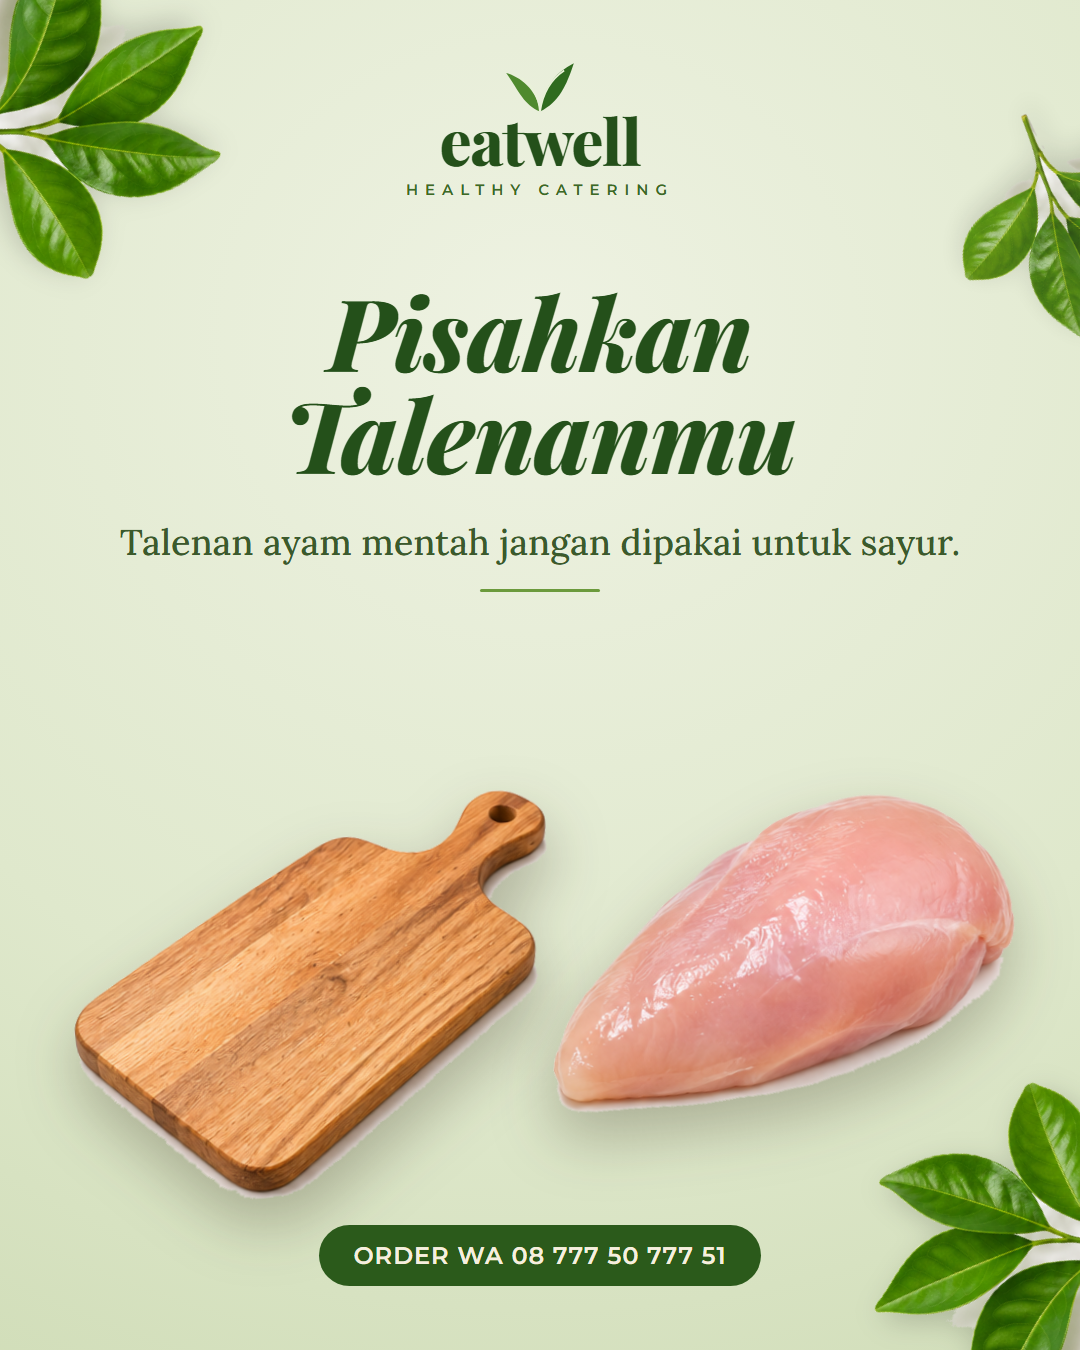 eatwell
HEALTHY CATERING
Pisahkan
Talenanmu
Talenan ayam mentah jangan dipakai untuk sayur.
ORDER WA 08 777 50 777 51